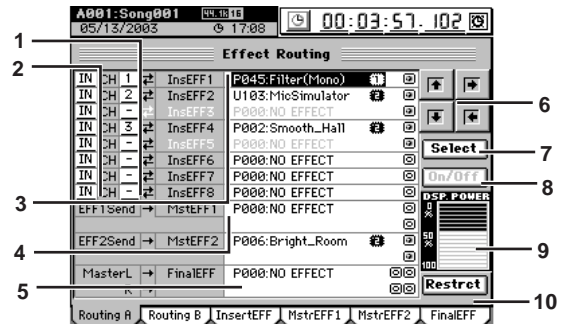 A001:Song001 44.1k 16
05/13/2003 17:08
00:03:57.102
Effect Routing
IN CH 1 ⇄ InsEFF1 P045:Filter(Mono) 1
IN CH 2 ⇄ InsEFF2 U103:MicSimulator 2
IN CH - ⇄ InsEFF3 P000:NO EFFECT
IN CH 3 ⇄ InsEFF4 P002:Smooth_Hall 2
IN CH - ⇄ InsEFF5 P000:NO EFFECT
IN CH - ⇄ InsEFF6 P000:NO EFFECT
IN CH - ⇄ InsEFF7 P000:NO EFFECT
IN CH - ⇄ InsEFF8 P000:NO EFFECT
EFF1Send → MstEFF1 P000:NO EFFECT
EFF2Send → MstEFF2 P006:Bright_Room 2
MasterL → FinalEFF P000:NO EFFECT
R →
Select
On/Off
DSP.POWER
0
%
50
%
100
Restrct
Routing A Routing B InsertEFF MstrEFF1 MstrEFF2 FinalEFF
1
2
3
4
5
6
7
8
9
10